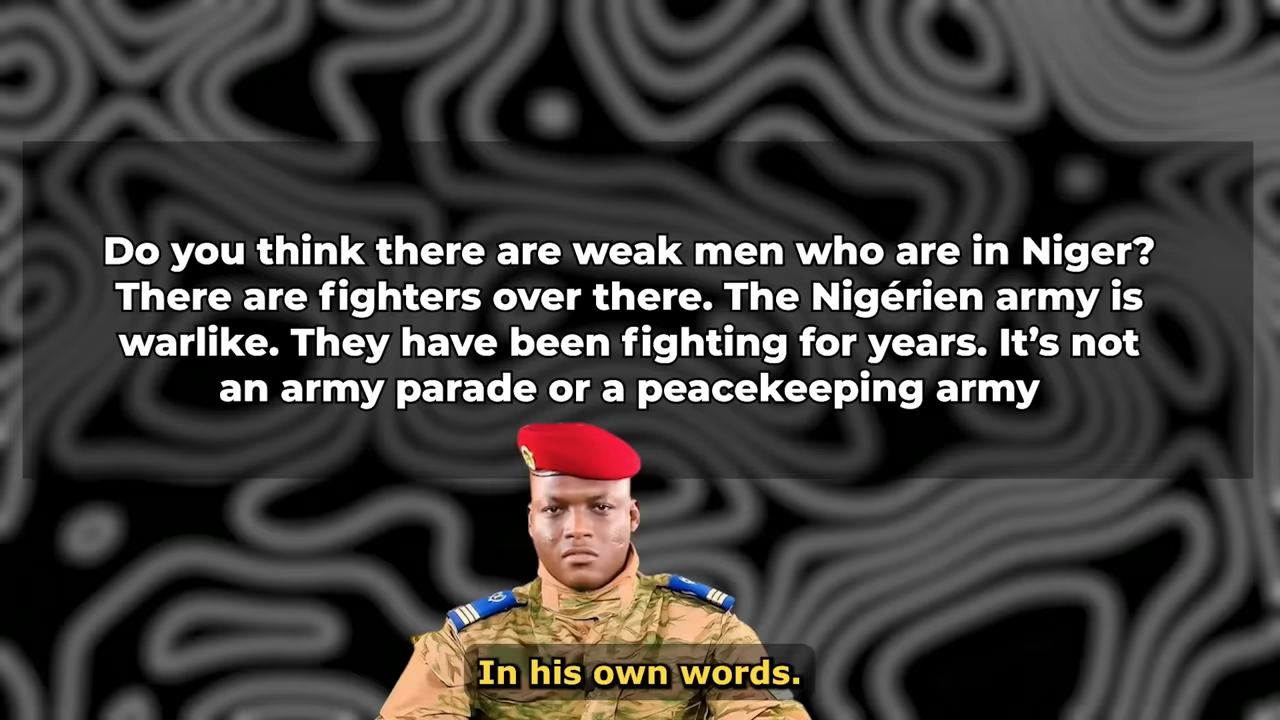 Do you think there are weak men who are in Niger?
There are fighters over there. The Nigérien army is
warlike. They have been fighting for years. It’s not
an army parade or a peacekeeping army
In his own words.